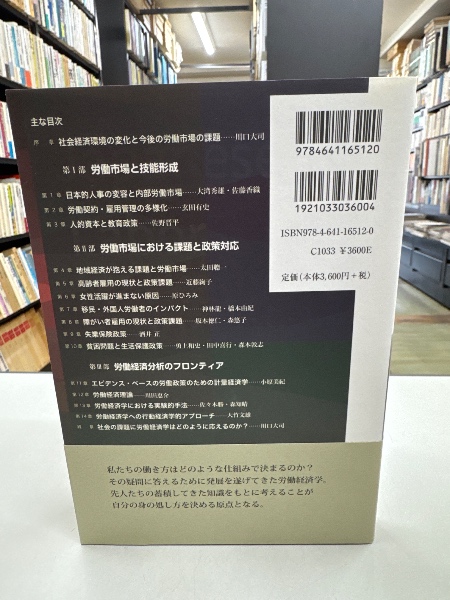 主な目次
序 章 社会経済環境の変化と今後の労働市場の課題……川口大司
第Ⅰ部 労働市場と技能形成
第1章 日本的人事の変容と内部労働市場……大湾秀雄・佐藤香織
第2章 労働契約・雇用管理の多様化……玄田有史
第3章 人的資本と教育政策……佐野晋平
第Ⅱ部 労働市場における課題と政策対応
第4章 地域経済が抱える課題と労働市場……太田聰一
第5章 高齢者雇用の現状と政策課題……近藤絢子
第6章 女性活躍が進まない原因……原ひろみ
第7章 移民・外国人労働者のインパクト……神林龍・橋本由紀
第8章 障がい者雇用の現状と政策課題……坂本徳仁・森悠子
第9章 失業保険政策……酒井正
第10章 貧困問題と生活保護政策……勇上和史・田中喜行・森本敦志
第Ⅲ部 労働経済分析のフロンティア
第11章 エビデンス・ベースの労働政策のための計量経済学……小原美紀
第12章 労働経済理論……
第13章 労働経済学における実験的手法……佐々木勝・森知晴
第14章 労働経済学への行動経済学的アプローチ……大竹文雄
終 章 社会の課題に労働経済学はどのように応えるのか？……川口大司
9784641165120
1921033036004
ISBN978-4-641-16512-0
C1033 ¥3600E
定価（本体3,600円＋税）
私たちの働き方はどのような仕組みで決まるのか？
その疑問に答えるために発展を遂げてきた労働経済学。
先人たちの蓄積してきた知識をもとに考えることが
自分の身の処し方を決める原点となる。